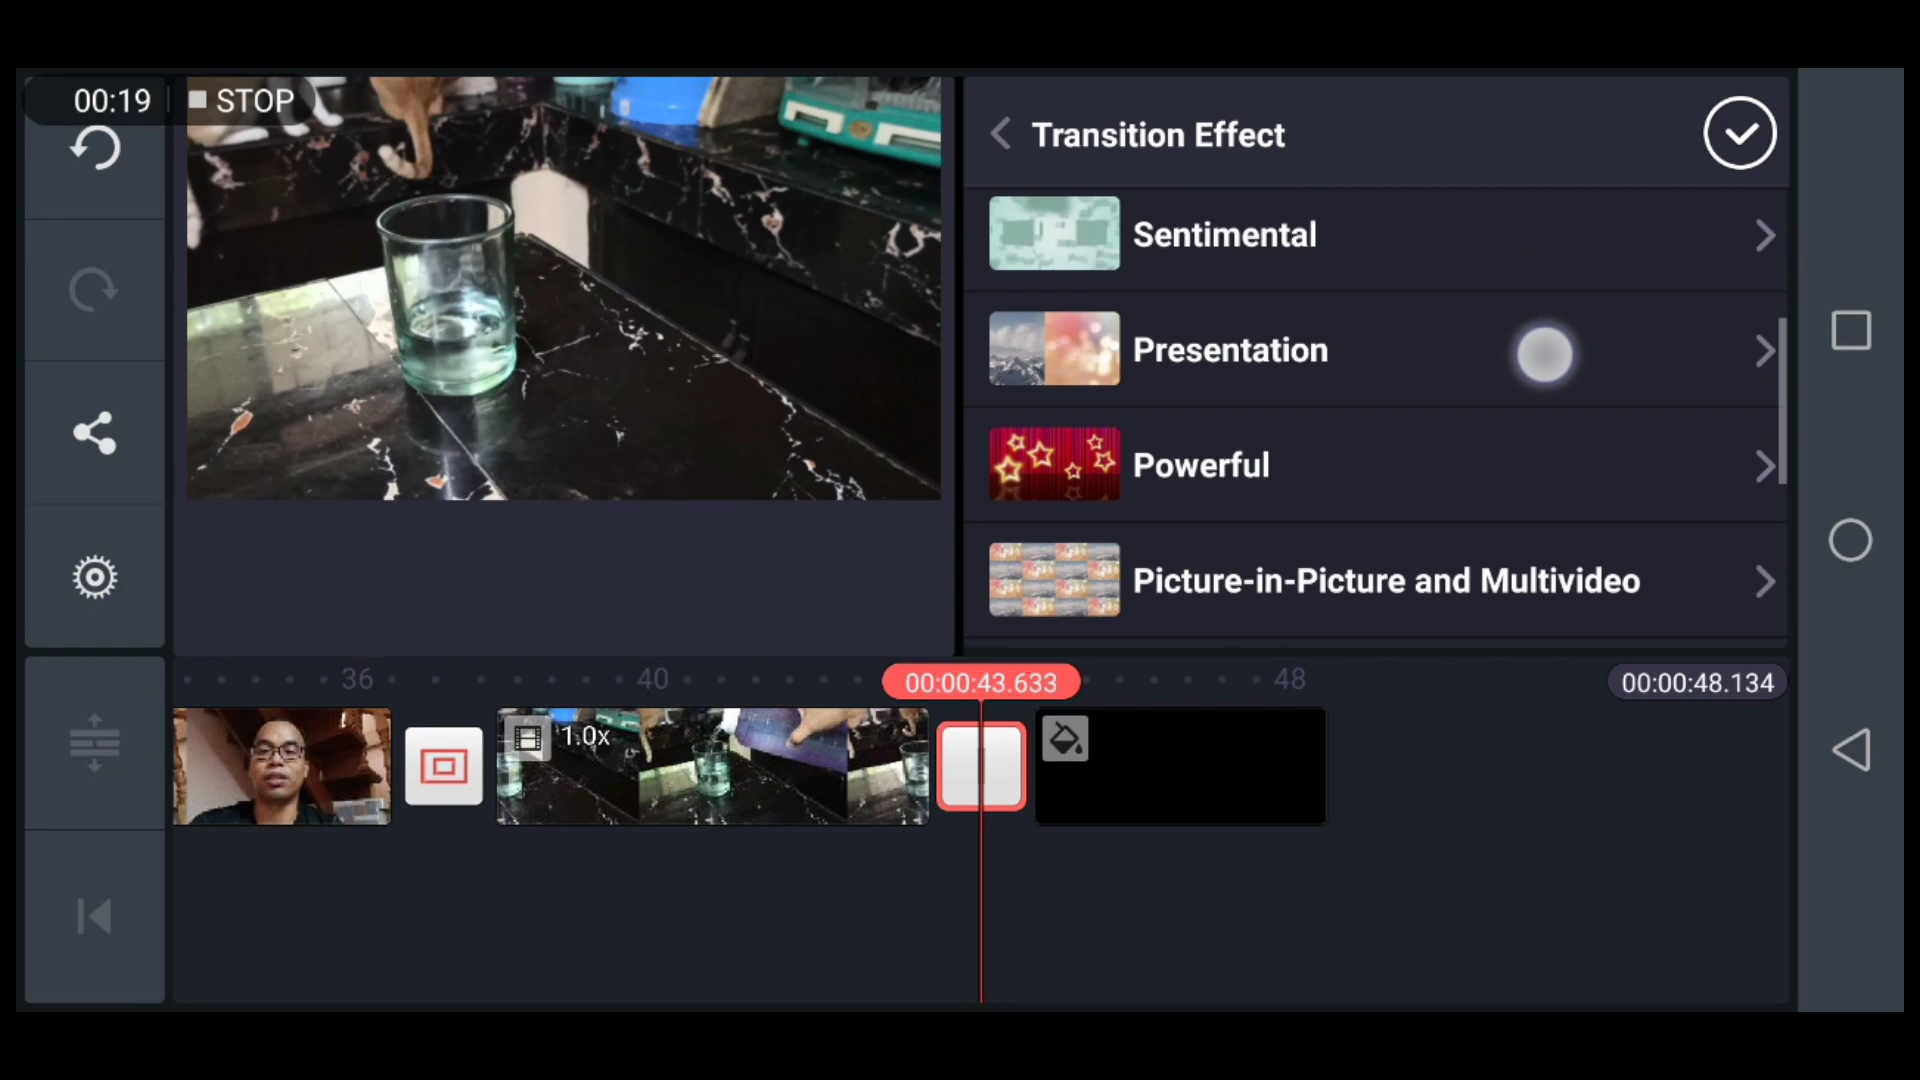 00:19 STOP
Transition Effect
Sentimental
Presentation
Powerful
Picture-in-Picture and Multivideo
36 40 00:00:43.633 48 00:00:48.134
1.0x